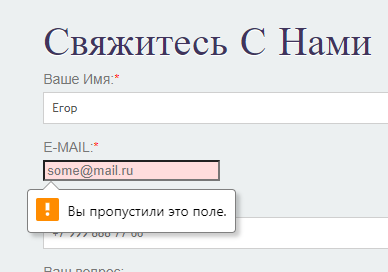 Свяжитесь С Нами
Ваше Имя:*
Егор
E-MAIL:*
some@mail.ru
Вы пропустили это поле.
Ваш вопрос: